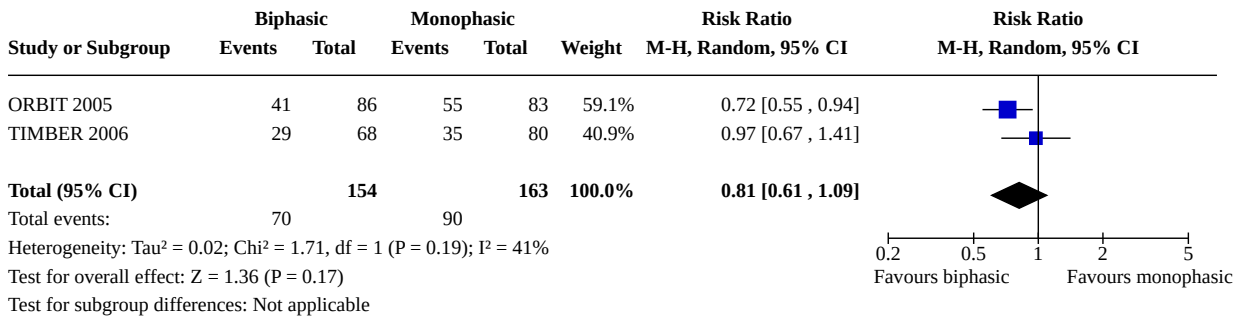 Biphasic Monophasic Risk Ratio Risk Ratio
Study or Subgroup Events Total Events Total Weight M-H, Random, 95% CI M-H, Random, 95% CI
ORBIT 2005 41 86 55 83 59.1% 0.72 [0.55 , 0.94]
TIMBER 2006 29 68 35 80 40.9% 0.97 [0.67 , 1.41]
Total (95% CI) 154 163 100.0% 0.81 [0.61 , 1.09]
Total events: 70 90
Heterogeneity: Tau² = 0.02; Chi² = 1.71, df = 1 (P = 0.19); I² = 41%
0.2 0.5 1 2 5
Test for overall effect: Z = 1.36 (P = 0.17)
Favours biphasic Favours monophasic
Test for subgroup differences: Not applicable